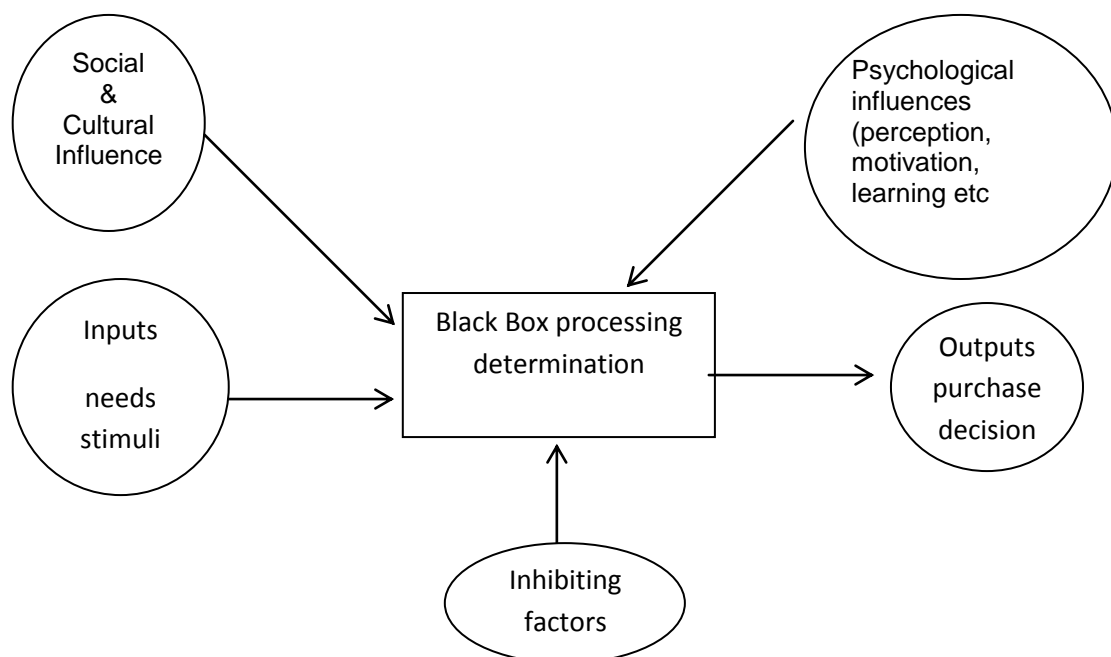 Social
&
Cultural
Influence
Psychological
influences
(perception,
motivation,
learning etc
Inputs
needs
stimuli
Black Box processing
determination
Outputs
purchase
decision
Inhibiting
factors